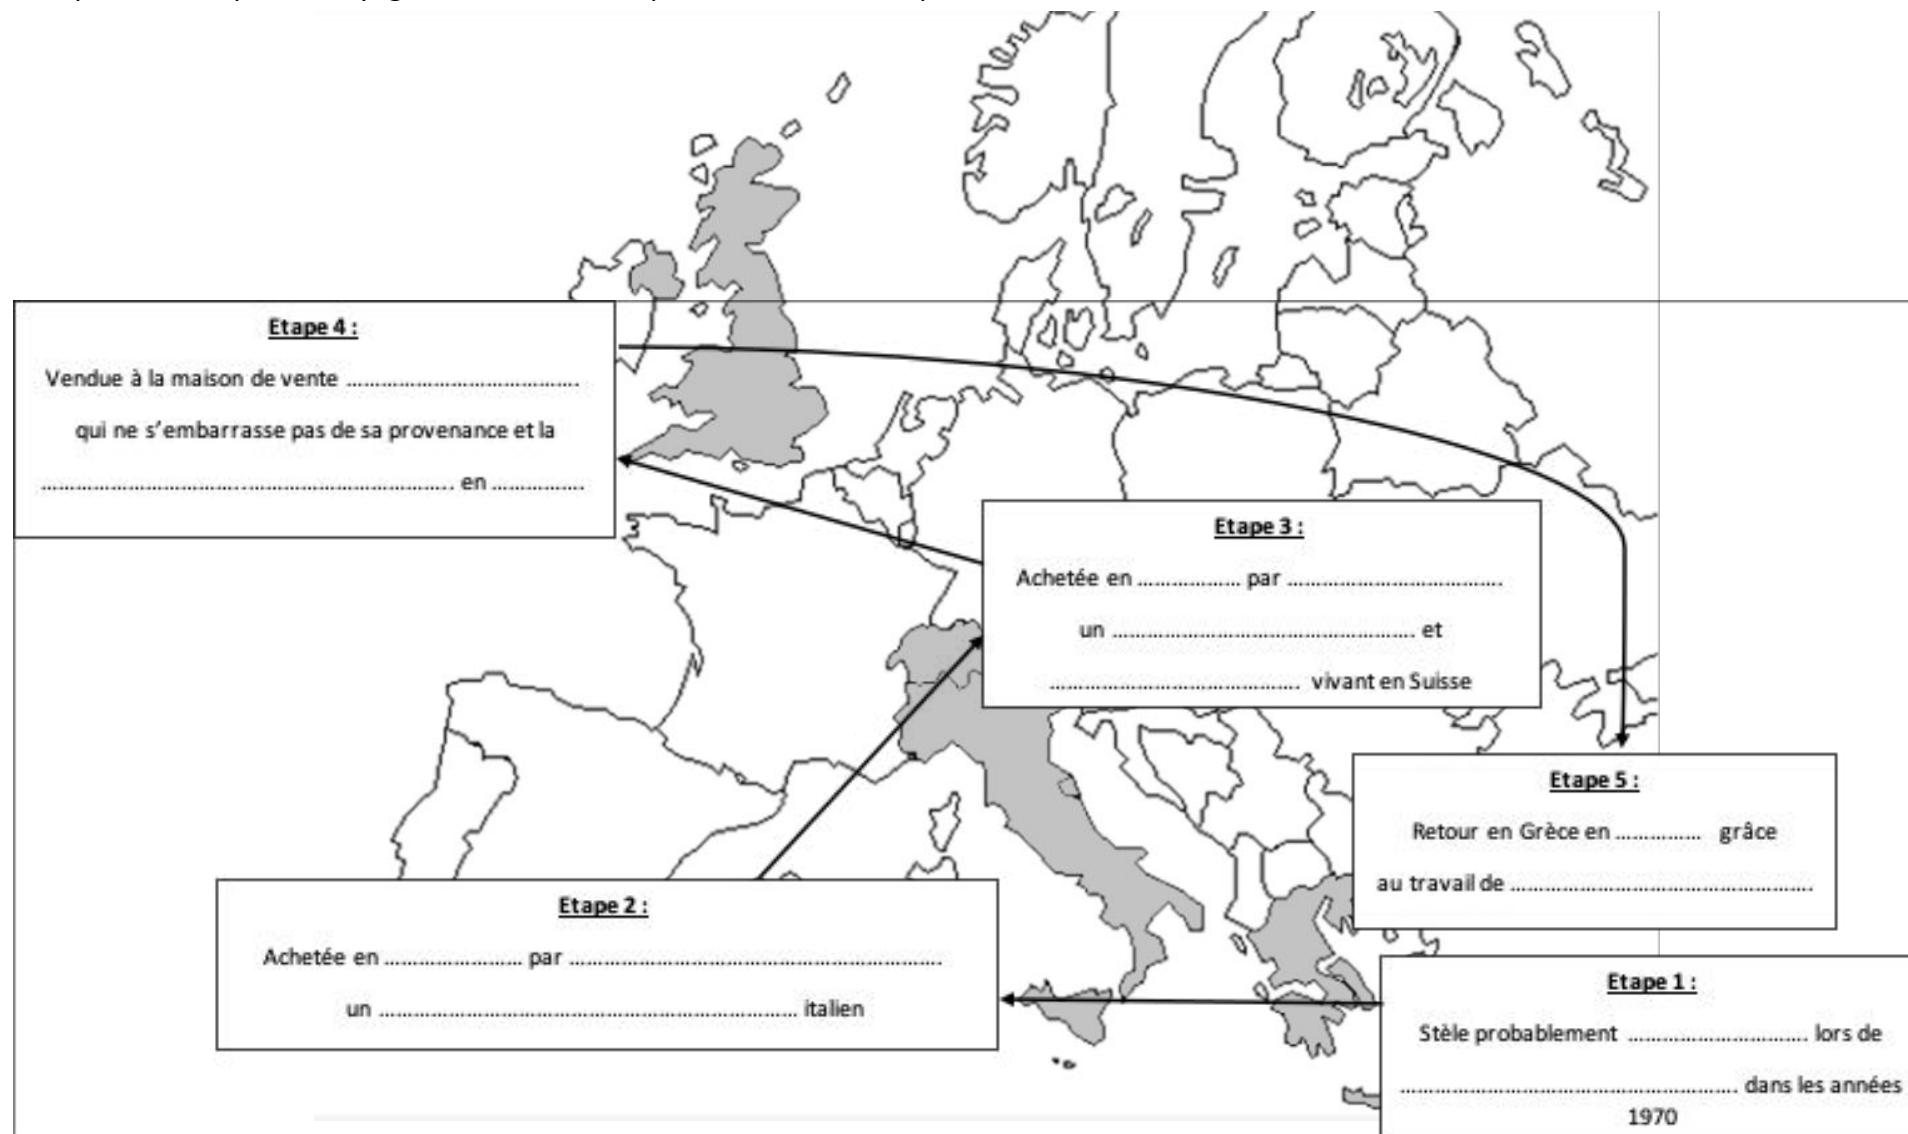 Etape 4 :
Vendue à la maison de vente ……………………………………
qui ne s'embarrasse pas de sa provenance et la
………………………………………………………………. en …………….
Etape 3 :
Achetée en ……………… par ………………………………
un ……………………………………………. et
……………………………………. vivant en Suisse
Etape 5 :
Retour en Grèce en …………… grâce
au travail de ……………………………………………
Etape 2 :
Achetée en …………………… par ………………………………………………………
un ……………………………………………………………… italien
Etape 1 :
Stèle probablement …………………………. lors de
…………………………………………………. dans les années
1970